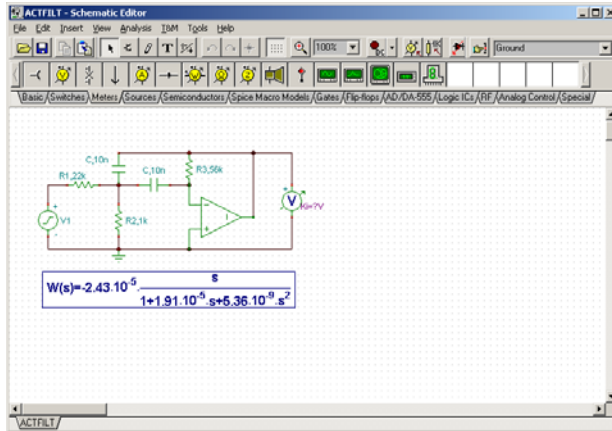 ACTFILT - Schematic Editor
File Edit Insert View Analysis T&M Tools Help
100% Ground
Basic Switches Meters Sources Semiconductors Spice Macro Models Gates Flip-flops AD/DA-555 Logic ICs RF Analog Control Special
C,10n
R1,22k C,10n R3,56k
V1 R2,1k V
W(s)=-2.43.10^-5. s
1+1.91.10^-5.s+5.36.10^-9.s^2
ACTFILT